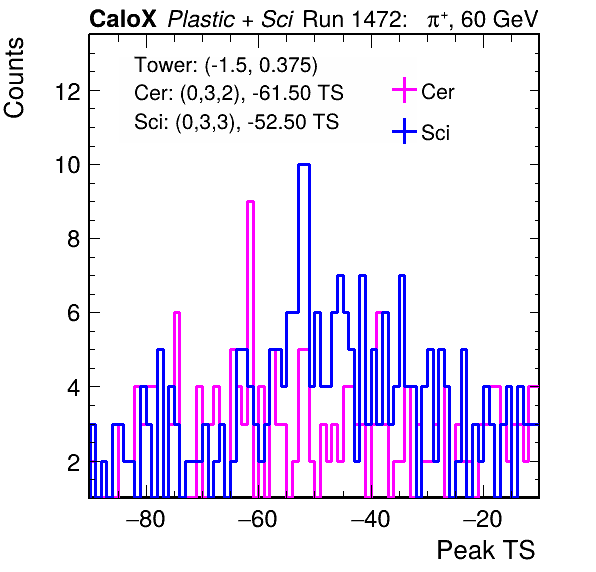 CaloX Plastic + Sci Run 1472: π⁺, 60 GeV
Counts
Tower: (-1.5, 0.375)
Cer: (0,3,2), -61.50 TS
Sci: (0,3,3), -52.50 TS
Cer
Sci
12
10
8
6
4
2
−80 −60 −40 −20
Peak TS